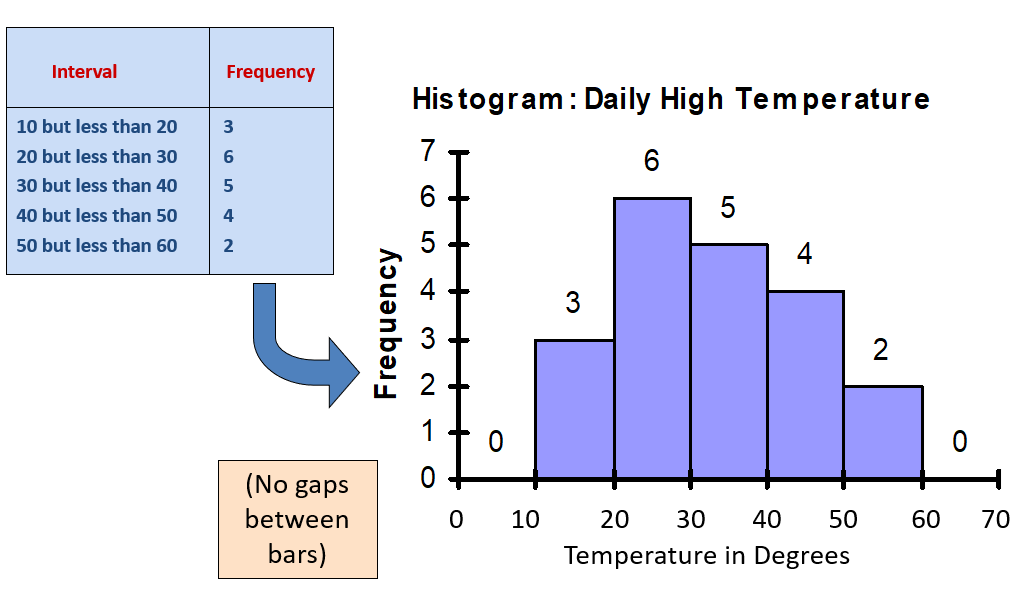 Interval Frequency
10 but less than 20 3
20 but less than 30 6
30 but less than 40 5
40 but less than 50 4
50 but less than 60 2
Histogram: Daily High Temperature
Frequency
7
6
5
4
3
2
1
0
0
3
6
5
4
2
0
0 10 20 30 40 50 60 70
Temperature in Degrees
(No gaps
between
bars)